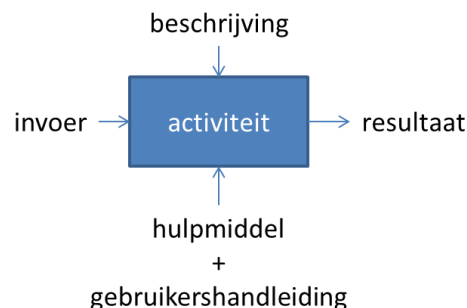 beschrijving
invoer
activiteit
resultaat
hulpmiddel
+
gebruikershandleiding